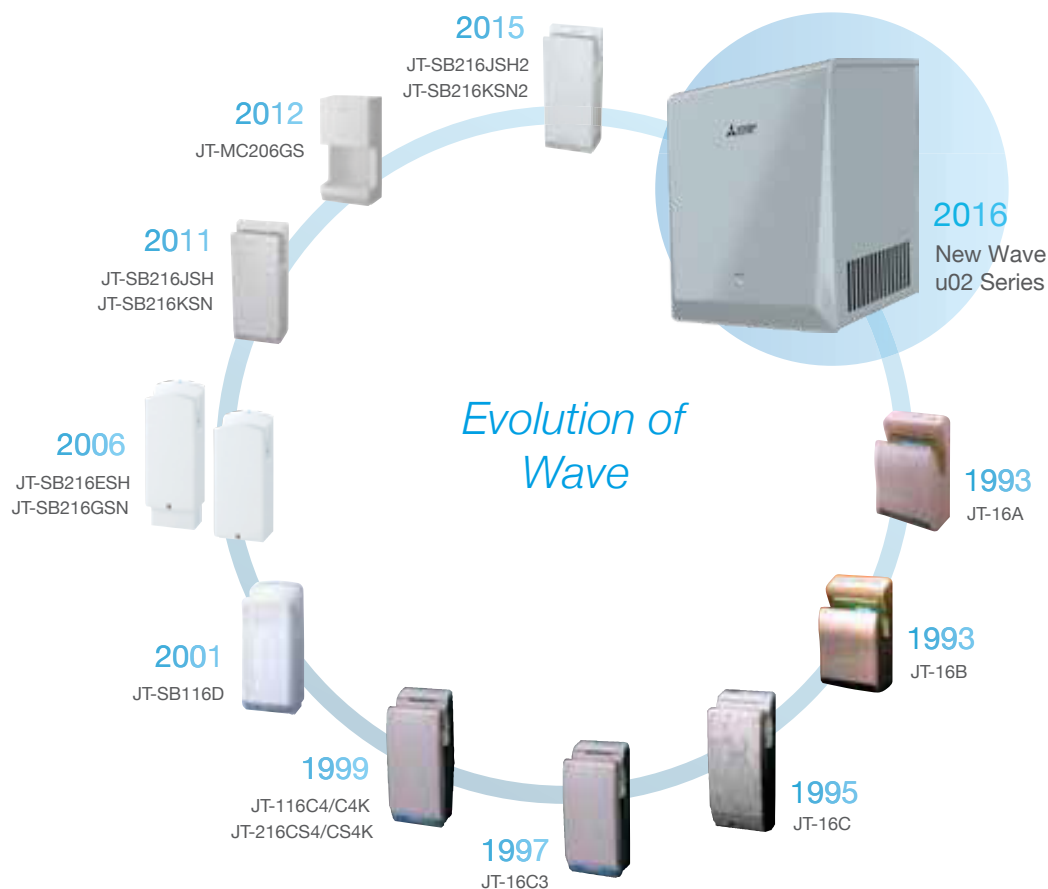 2015
JT-SB216JSH2
JT-SB216KSN2
2012
JT-MC206GS
2011
JT-SB216JSH
JT-SB216KSN
2016
New Wave
u02 Series
Evolution of
Wave
2006
JT-SB216ESH
JT-SB216GSN
1993
JT-16A
1993
JT-16B
2001
JT-SB116D
1999
JT-116C4/C4K
JT-216CS4/CS4K
1995
JT-16C
1997
JT-16C3